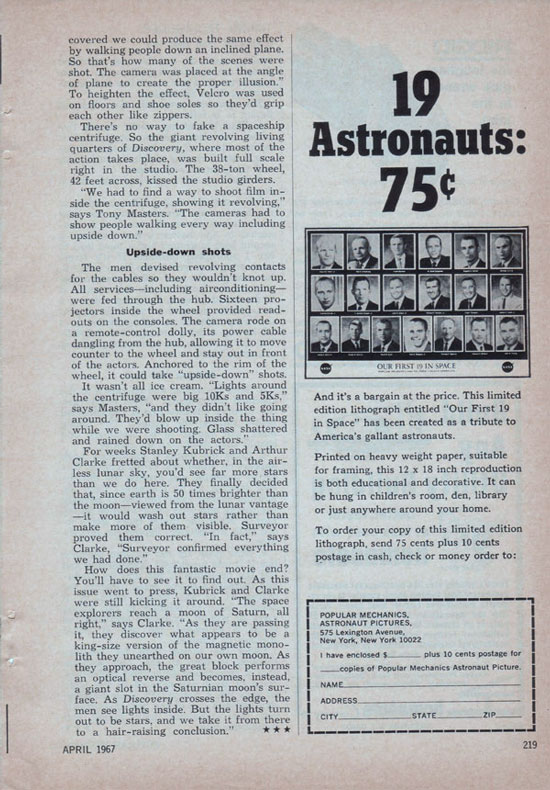 covered we could produce the same effect
by walking people down an inclined plane.
So that's how many of the scenes were
shot. The camera was placed at the angle
of plane to create the proper illusion."
To heighten the effect, Velcro was used
on floors and shoe soles so they'd grip
each other like zippers.
There's no way to fake a spaceship
centrifuge. So the giant revolving living
quarters of Discovery, where most of the
action takes place, was built full scale
right in the studio. The 38-ton wheel,
42 feet across, kissed the studio girders.
"We had to find a way to shoot film in-
side the centrifuge, showing it revolving,"
says Tony Masters. "The cameras had to
show people walking every way including
upside down."
Upside-down shots
The men devised revolving contacts
for the cables so they wouldn't knot up.
All services—including airconditioning—
were fed through the hub. Sixteen pro-
jectors inside the wheel provided read-
outs on the consoles. The camera rode on
a remote-control dolly, its power cable
dangling from the hub, allowing it to move
counter to the wheel and stay out in front
of the actors. Anchored to the rim of the
wheel, it could take "upside-down" shots.
It wasn't all ice cream. "Lights around
the centrifuge were big 10Ks and 5Ks,"
says Masters, "and they didn't like going
around. They'd blow up inside the thing
while we were shooting. Glass shattered
and rained down on the actors."
For weeks Stanley Kubrick and Arthur
Clarke fretted about whether, in the air-
less lunar sky, you'd see far more stars
than we do here. They finally decided
that, since earth is 50 times brighter than
the moon—viewed from the lunar vantage
—it would wash out stars rather than
make more of them visible. Surveyor
proved them correct. "In fact," says
Clarke, "Surveyor confirmed everything
we had done."
How does this fantastic movie end?
You'll have to see it to find out. As this
issue went to press, Kubrick and Clarke
were still kicking it around. "The space
explorers reach a moon of Saturn, all
right," says Clarke. "As they are passing
it, they discover what appears to be a
king-size version of the magnetic mono-
lith they unearthed on our own moon. As
they approach, the great block performs
an optical reverse and becomes, instead,
a giant slot in the Saturnian moon's sur-
face. As Discovery crosses the edge, the
men see lights inside. But the lights turn
out to be stars, and we take it from there
to a hair-raising conclusion." ★★★
19
Astronauts:
75¢
OUR FIRST 19 IN SPACE
And it's a bargain at the price. This limited
edition lithograph entitled "Our First 19
in Space" has been created as a tribute to
America's gallant astronauts.
Printed on heavy weight paper, suitable
for framing, this 12 x 18 inch reproduction
is both educational and decorative. It can
be hung in children's room, den, library
or just anywhere around your home.
To order your copy of this limited edition
lithograph, send 75 cents plus 10 cents
postage in cash, check or money order to:
POPULAR MECHANICS,
ASTRONAUT PICTURES,
575 Lexington Avenue,
New York, New York 10022
I have enclosed $ plus 10 cents postage for
copies of Popular Mechanics Astronaut Picture.
NAME
ADDRESS
CITY STATE ZIP
APRIL 1967
219